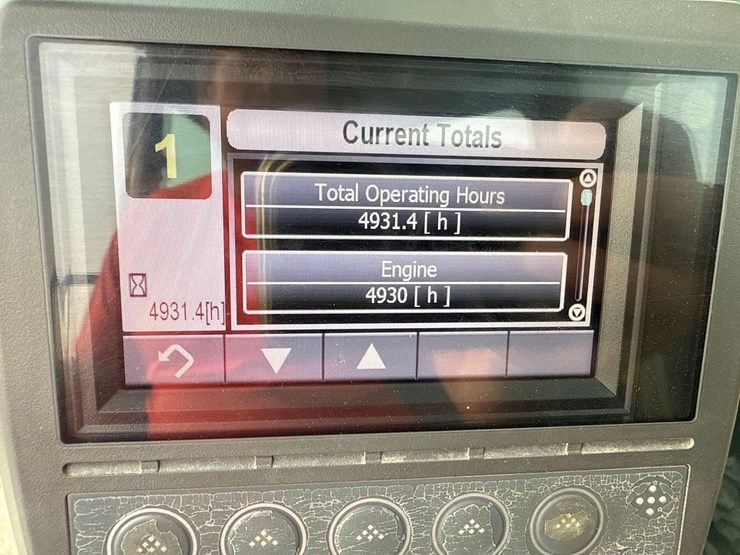 1
Current Totals
Total Operating Hours
4931.4 [ h ]
Engine
4930 [ h ]
4931.4[h]